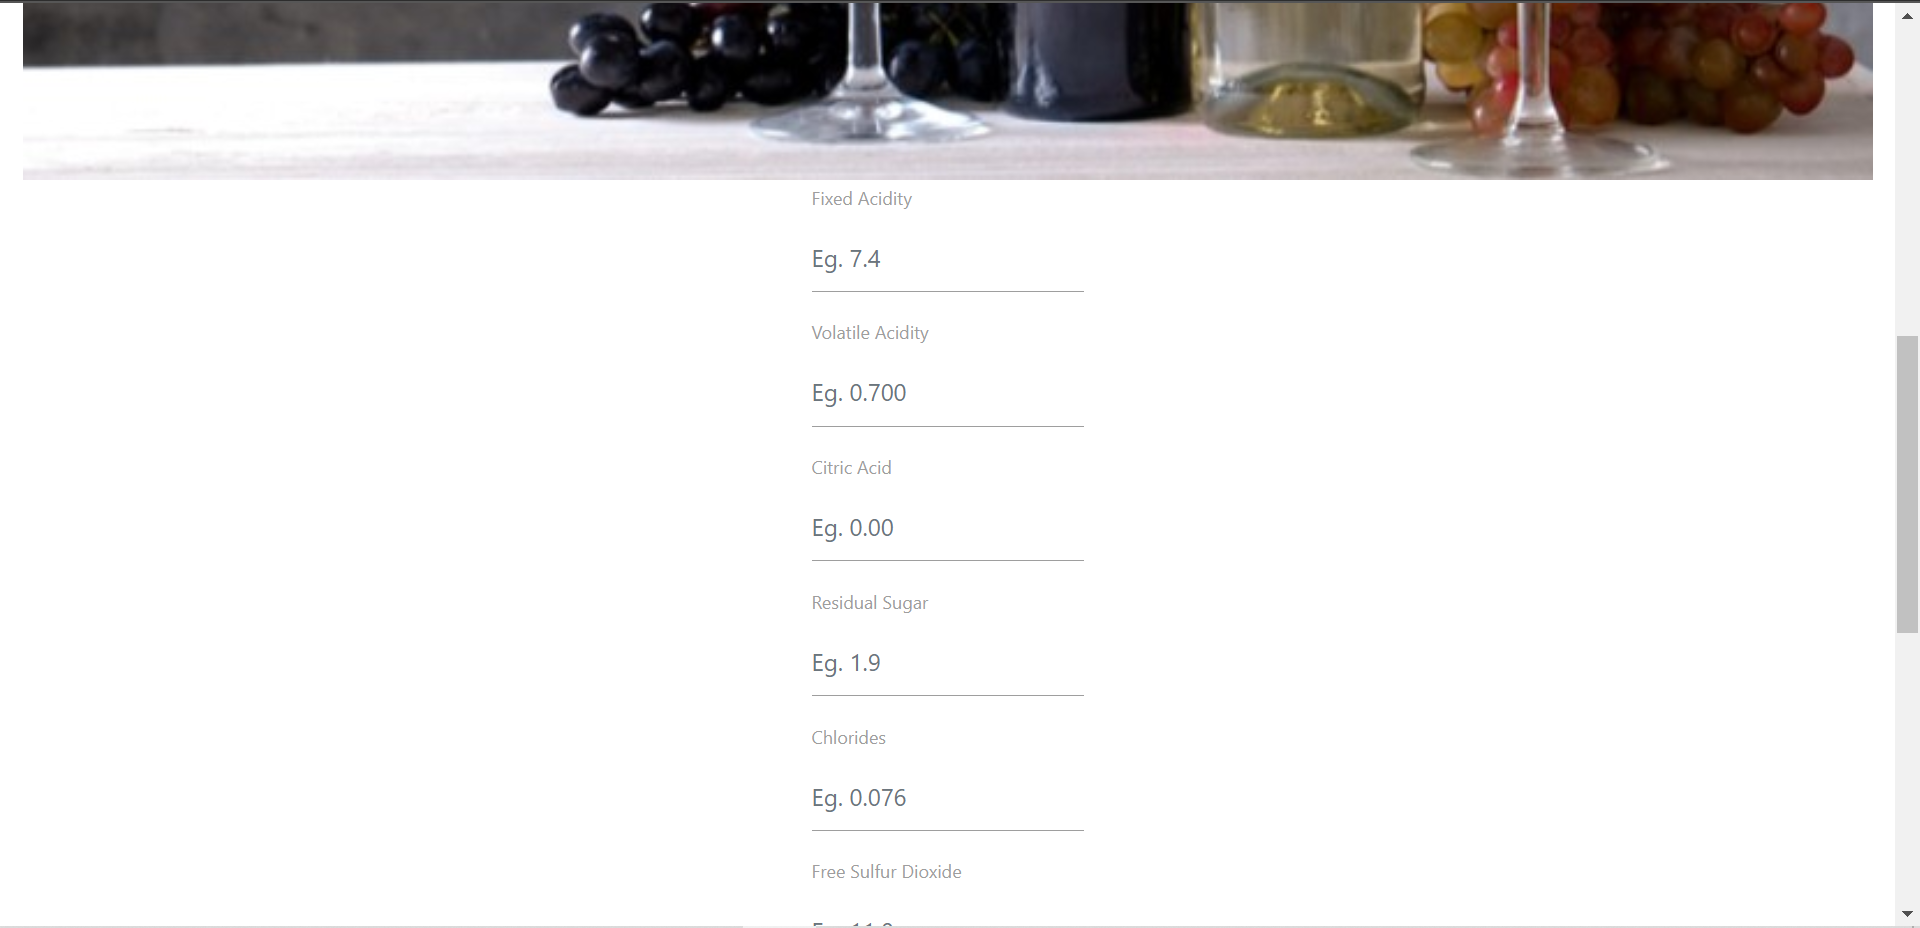 Fixed Acidity
Eg. 7.4
Volatile Acidity
Eg. 0.700
Citric Acid
Eg. 0.00
Residual Sugar
Eg. 1.9
Chlorides
Eg. 0.076
Free Sulfur Dioxide